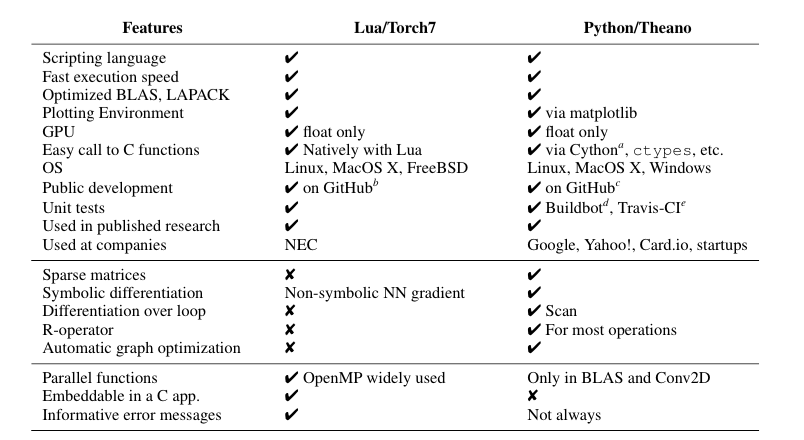 Features Lua/Torch7 Python/Theano
Scripting language ✔ ✔
Fast execution speed ✔ ✔
Optimized BLAS, LAPACK ✔ ✔
Plotting Environment ✔ ✔ via matplotlib
GPU ✔ float only ✔ float only
Easy call to C functions ✔ Natively with Lua ✔ via Cython^a, ctypes, etc.
OS Linux, MacOS X, FreeBSD Linux, MacOS X, Windows
Public development ✔ on GitHub^b ✔ on GitHub^c
Unit tests ✔ ✔ Buildbot^d, Travis-CI^e
Used in published research ✔ ✔
Used at companies NEC Google, Yahoo!, Card.io, startups
Sparse matrices ✘ ✔
Symbolic differentiation Non-symbolic NN gradient ✔
Differentiation over loop ✘ ✔ Scan
R-operator ✘ ✔ For most operations
Automatic graph optimization ✘ ✔
Parallel functions ✔ OpenMP widely used Only in BLAS and Conv2D
Embeddable in a C app. ✔ ✘
Informative error messages ✔ Not always